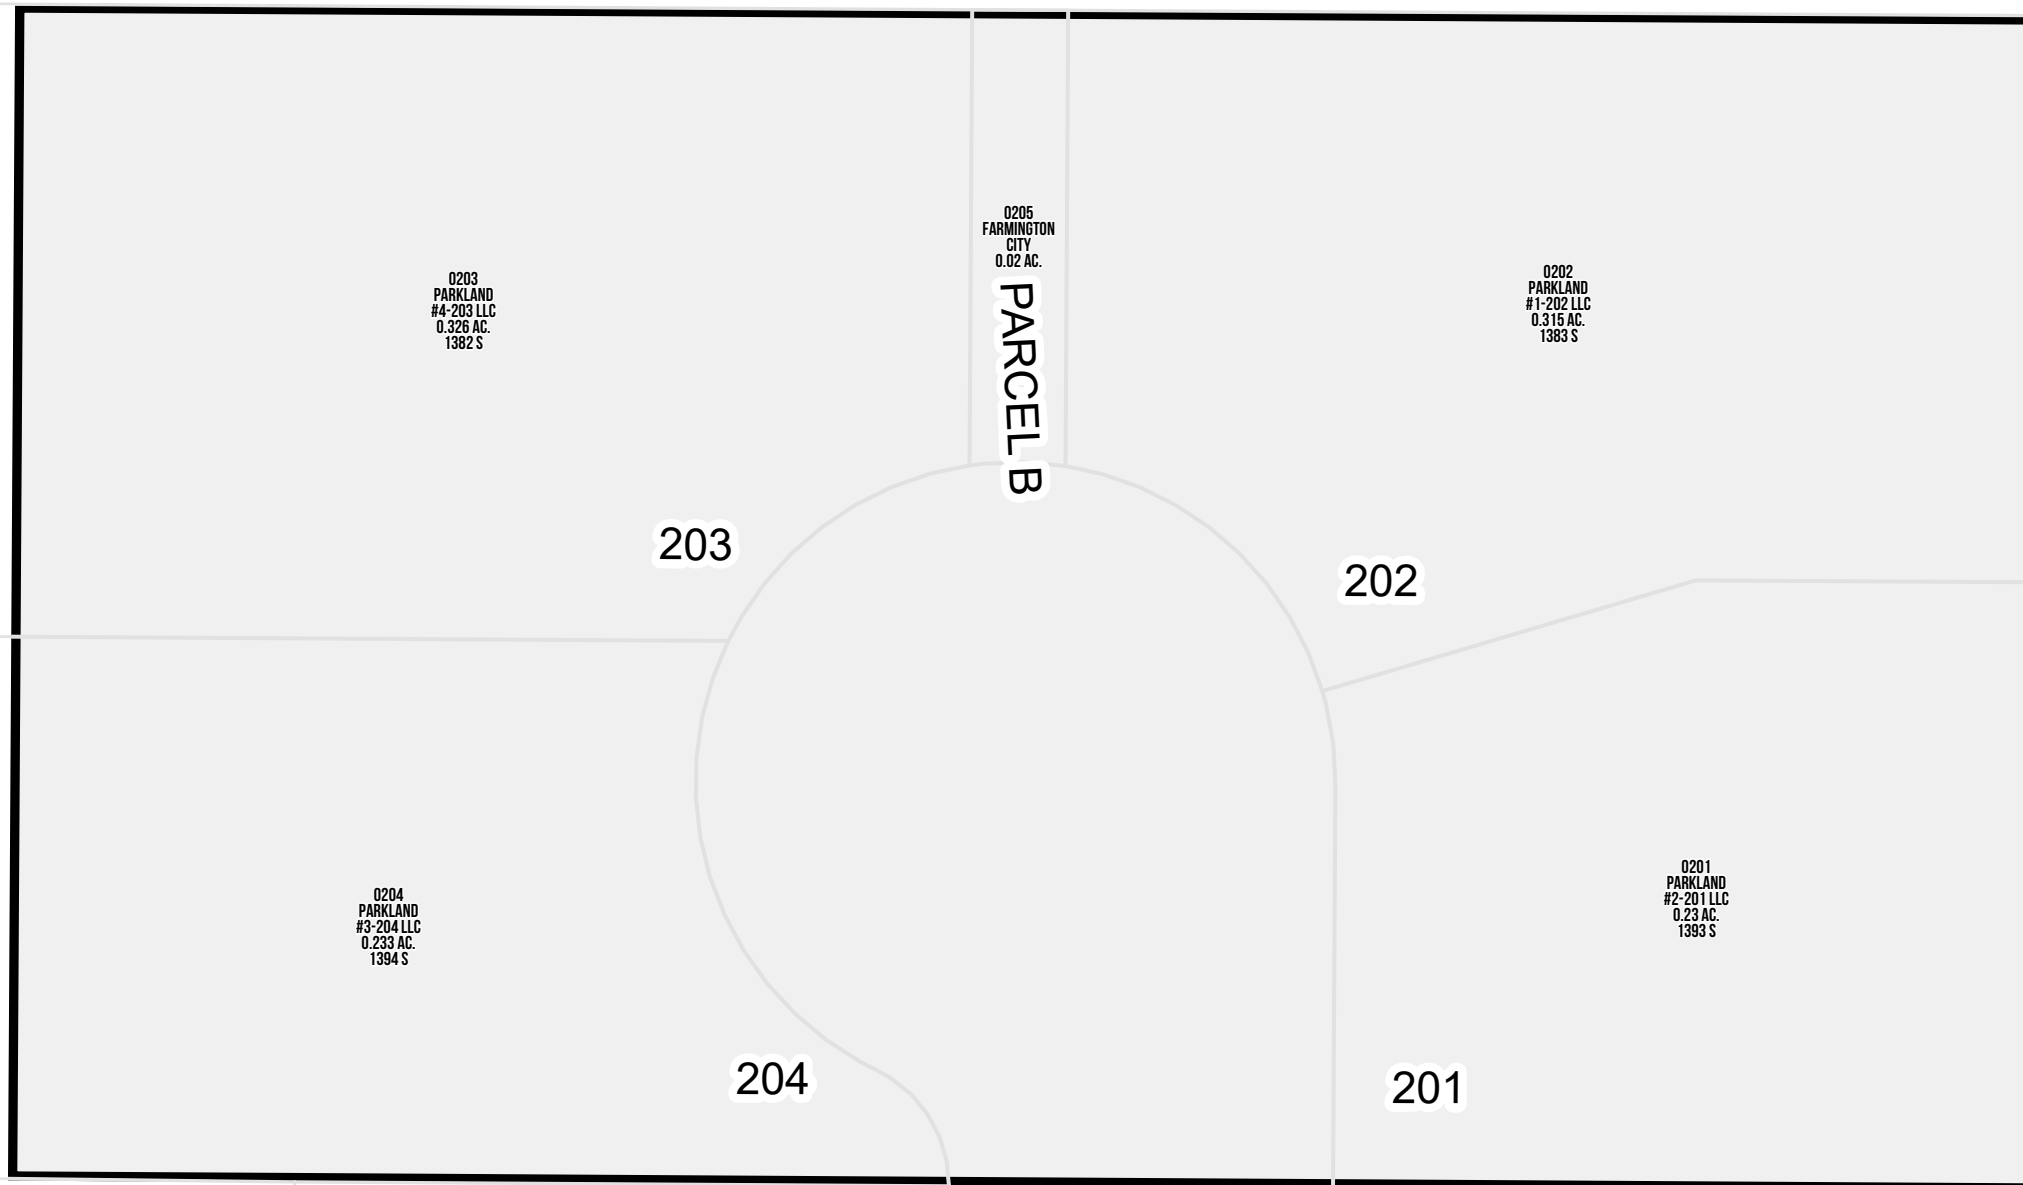 0203
PARKLAND
#4-203 LLC
0.326 AC.
1382 S
0205
FARMINGTON
CITY
0.02 AC.
PARCEL B
0202
PARKLAND
#1-202 LLC
0.315 AC.
1383 S
203
202
0204
PARKLAND
#3-204 LLC
0.233 AC.
1394 S
0201
PARKLAND
#2-201 LLC
0.23 AC.
1393 S
204
201